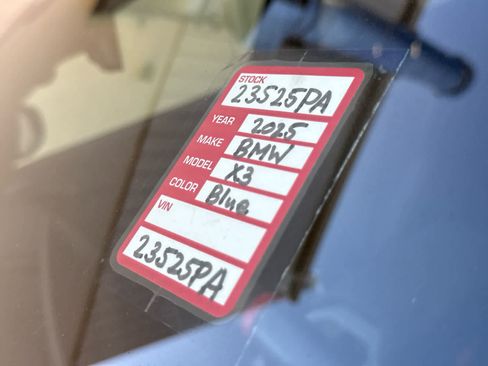 STOCK
23525PA
YEAR 2025
MAKE BMW
MODEL X3
COLOR Blue
VIN
23525PA